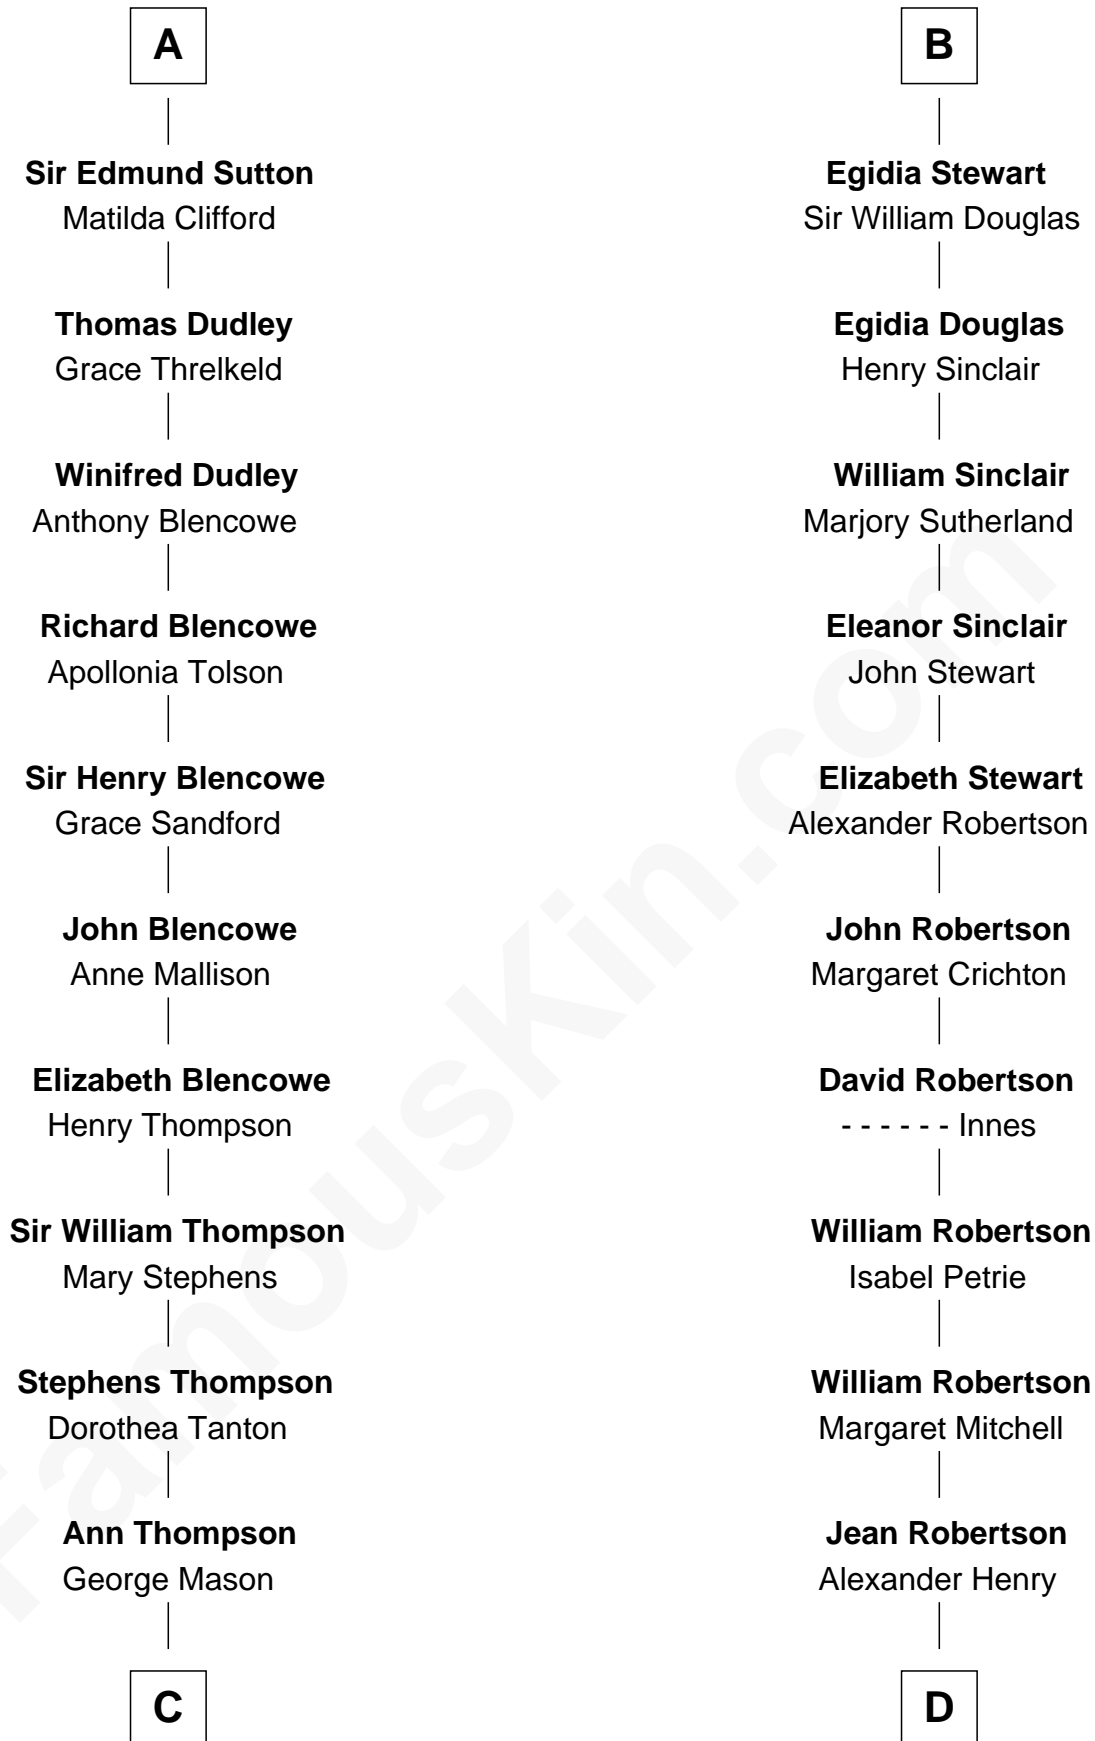 A
Sir Edmund Sutton
Matilda Clifford
Thomas Dudley
Grace Threlkeld
Winifred Dudley
Anthony Blencowe
Richard Blencowe
Apollonia Tolson
Sir Henry Blencowe
Grace Sandford
John Blencowe
Anne Mallison
Elizabeth Blencowe
Henry Thompson
Sir William Thompson
Mary Stephens
Stephens Thompson
Dorothea Tanton
Ann Thompson
George Mason
C
B
Egidia Stewart
Sir William Douglas
Egidia Douglas
Henry Sinclair
William Sinclair
Marjory Sutherland
Eleanor Sinclair
John Stewart
Elizabeth Stewart
Alexander Robertson
John Robertson
Margaret Crichton
David Robertson
- - - - - - Innes
William Robertson
Isabel Petrie
William Robertson
Margaret Mitchell
Jean Robertson
Alexander Henry
D
FamousKin.com